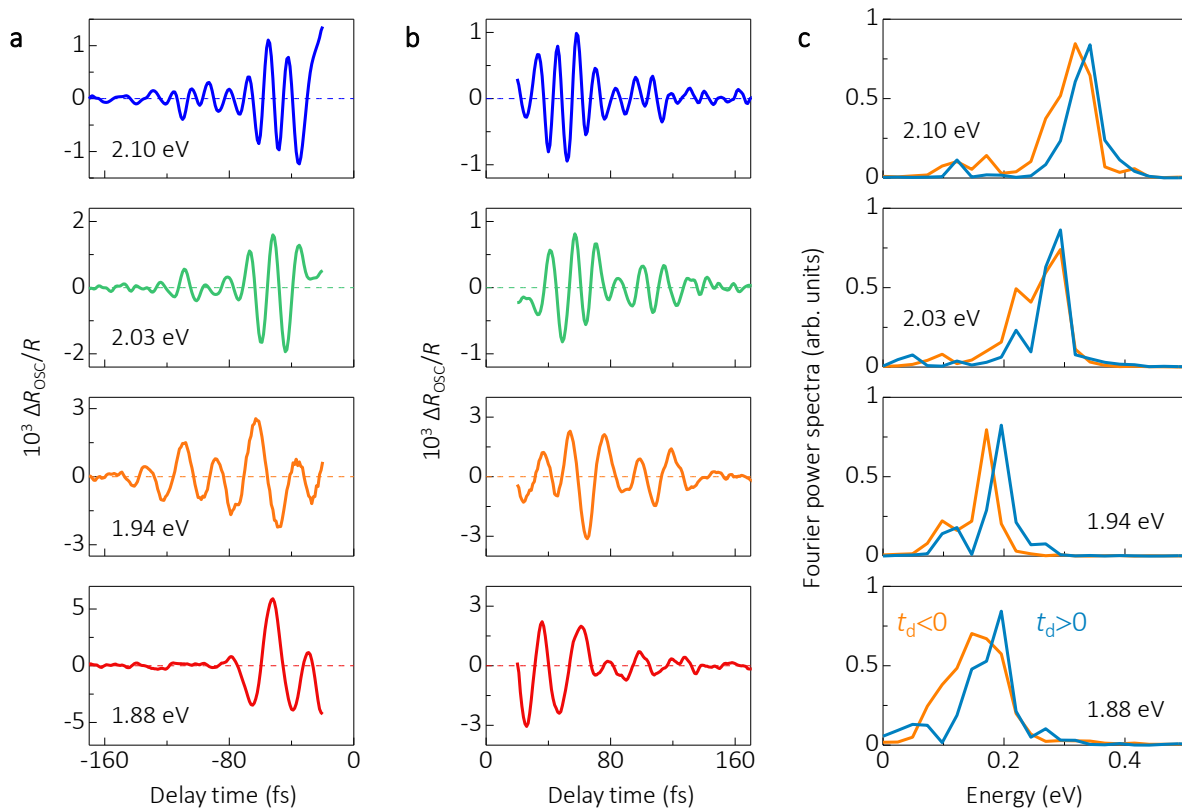 a
b
c
10³ ΔR_OSC/R
1
0
-1
2.10 eV
2
0
-2
2.03 eV
3
0
-3
1.94 eV
5
0
-5
1.88 eV
-160
-80
0
Delay time (fs)
10³ ΔR_OSC/R
1
0
-1
1
0
-1
3
0
-3
3
0
-3
0
80
160
Delay time (fs)
Fourier power spectra (arb. units)
1
0.5
0
2.10 eV
1
0.5
0
2.03 eV
1
0.5
0
1.94 eV
1
0.5
0
t_d<0
t_d>0
1.88 eV
0
0.2
0.4
Energy (eV)